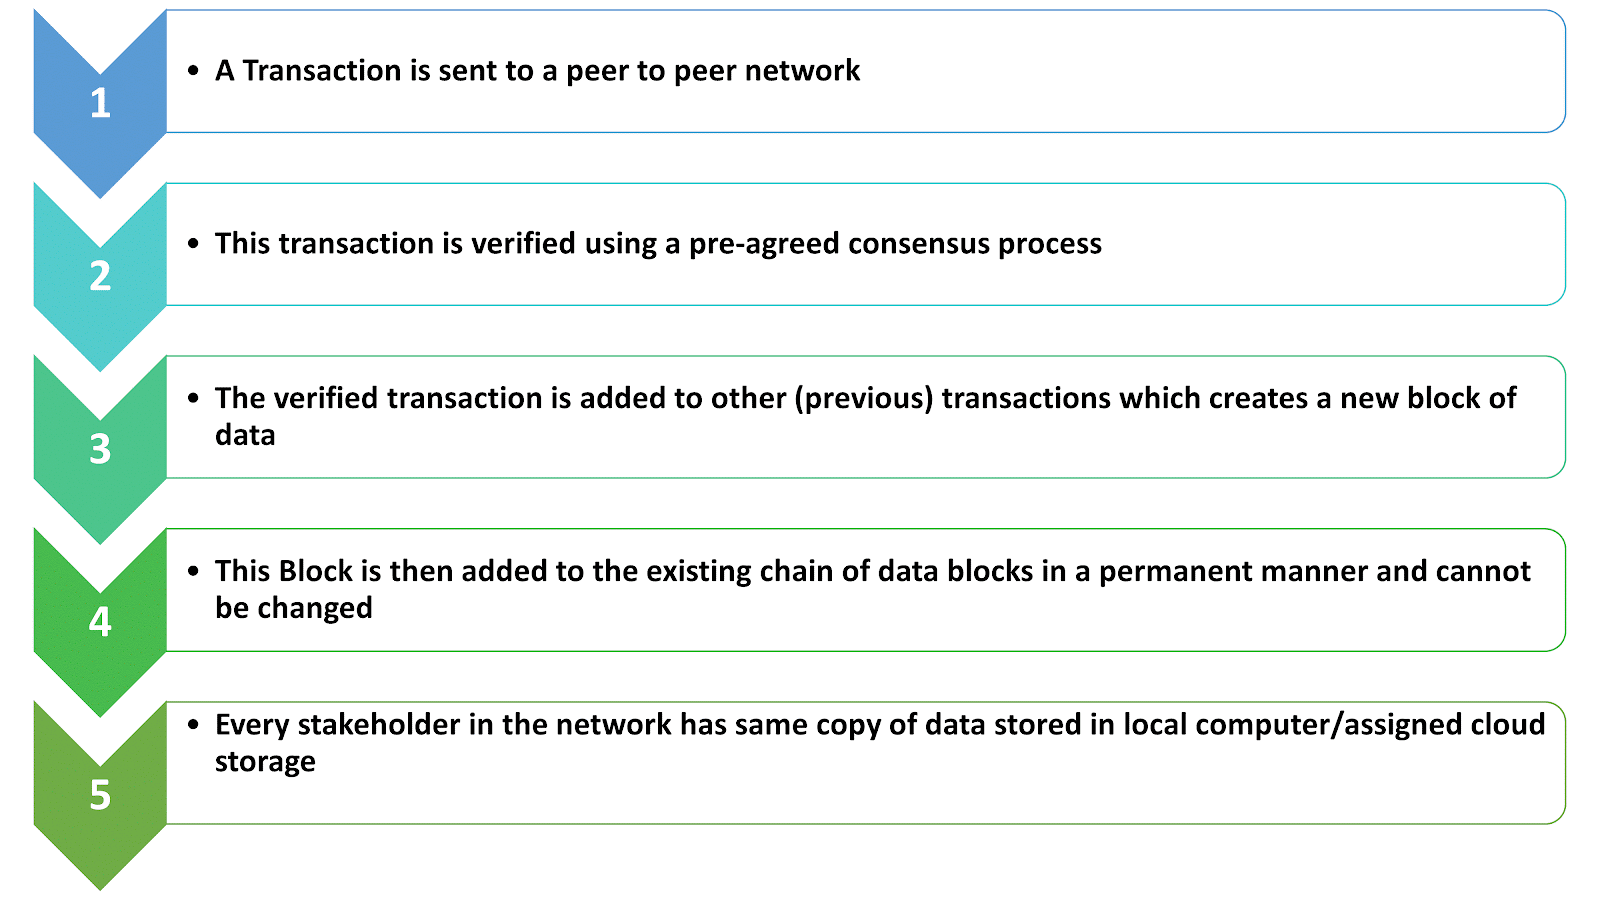 1
• A Transaction is sent to a peer to peer network
2
• This transaction is verified using a pre-agreed consensus process
3
• The verified transaction is added to other (previous) transactions which creates a new block of
data
4
• This Block is then added to the existing chain of data blocks in a permanent manner and cannot
be changed
5
• Every stakeholder in the network has same copy of data stored in local computer/assigned cloud
storage